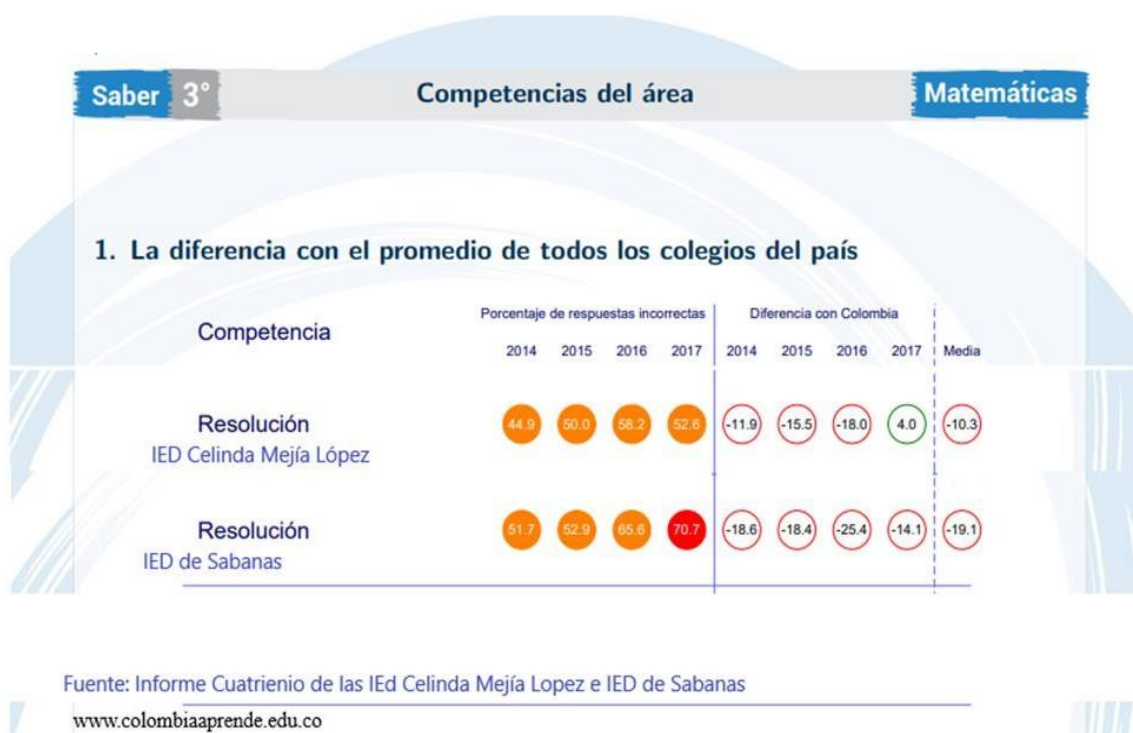 Saber 3° Competencias del área Matemáticas
1. La diferencia con el promedio de todos los colegios del país
Competencia Porcentaje de respuestas incorrectas Diferencia con Colombia
2014 2015 2016 2017 2014 2015 2016 2017 Media
Resolución 44.9 50.0 58.2 52.6 -11.9 -15.5 -18.0 4.0 -10.3
IED Celinda Mejía López
Resolución 51.7 52.9 65.6 70.7 -18.6 -18.4 -25.4 -14.1 -19.1
IED de Sabanas
Fuente: Informe Cuatrienio de las IEd Celinda Mejía Lopez e IED de Sabanas
www.colombiaaprende.edu.co